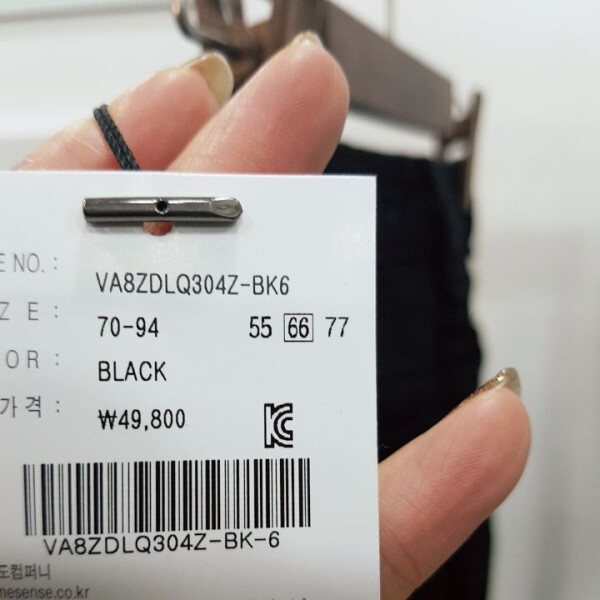 E NO. : VA8ZDLQ304Z-BK6
Z E : 70-94 55 66 77
OR : BLACK
가격 : ₩49,800
VA8ZDLQ304Z-BK-6
도컴퍼니
mesense.co.kr